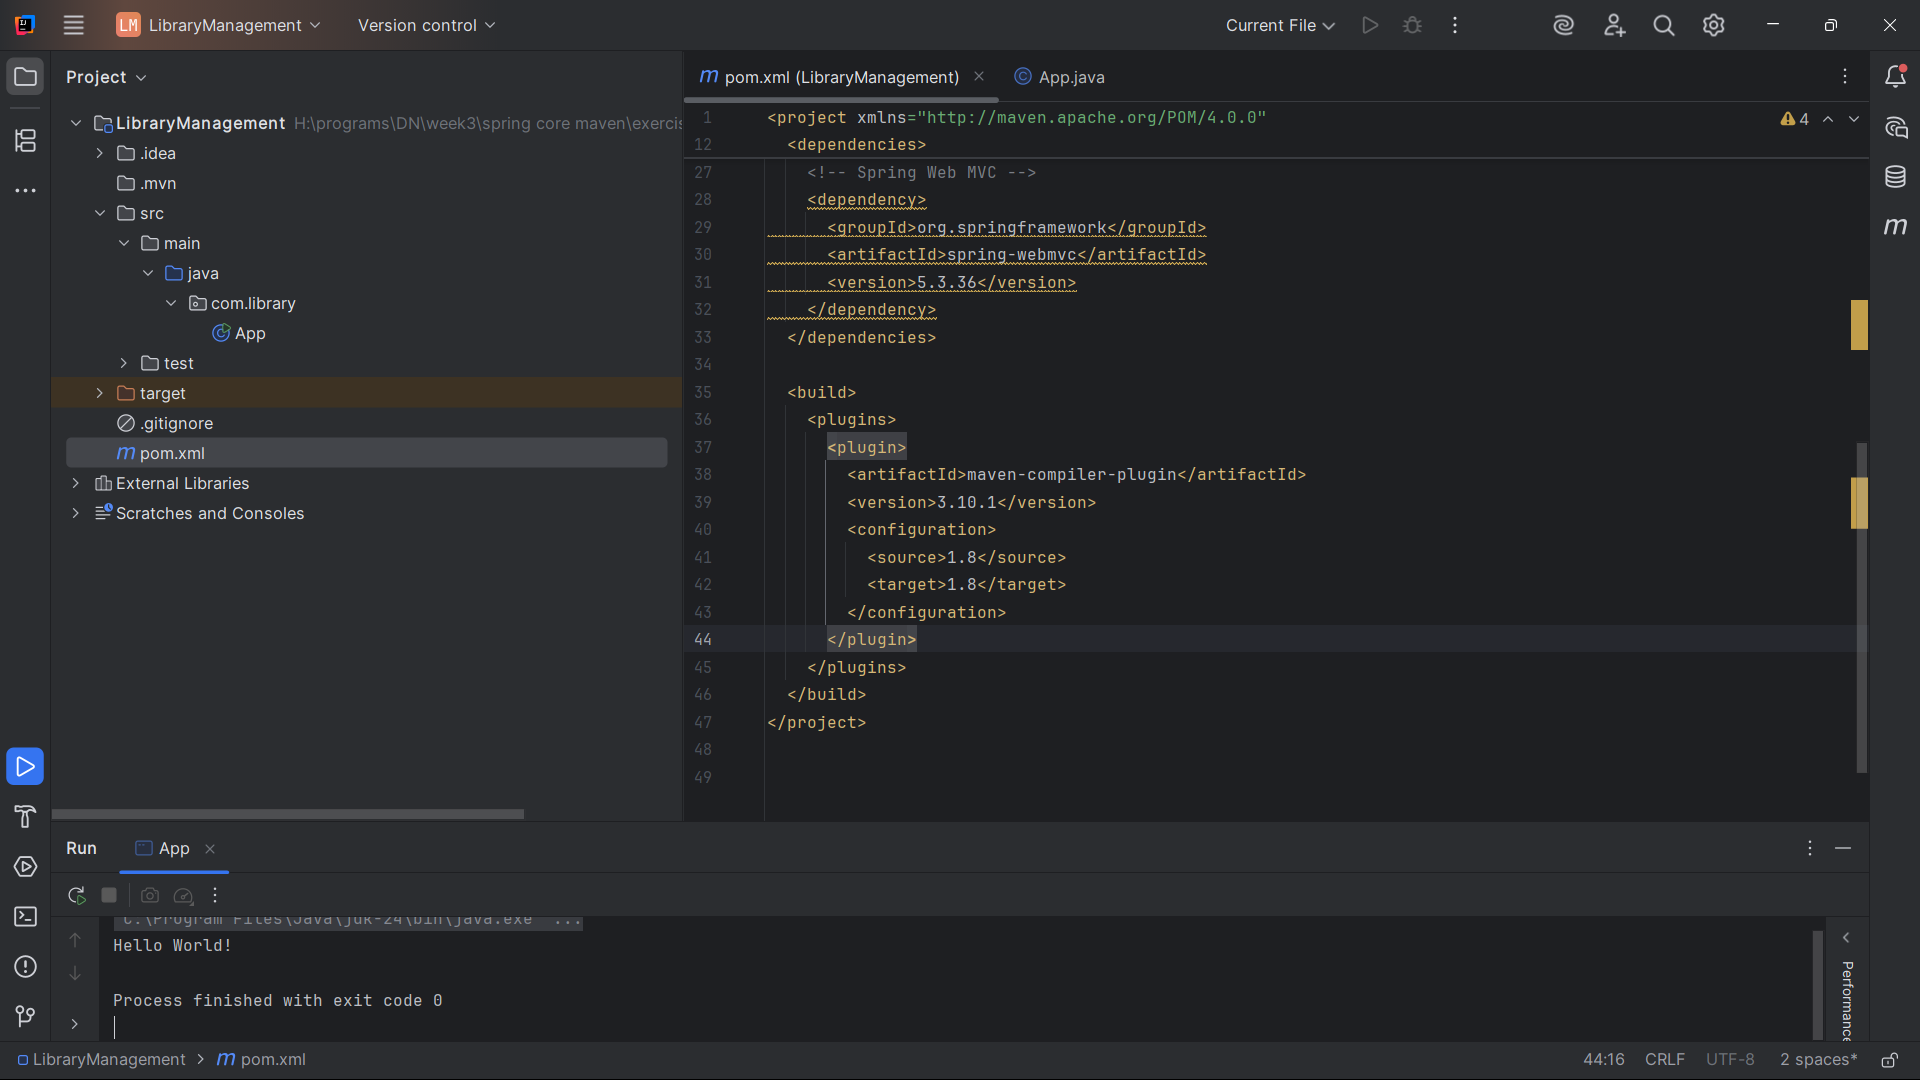 LM LibraryManagement
Version control
Current File
Project
LibraryManagement H:\programs\DN\week3\spring core maven\exercis
.idea
.mvn
src
main
java
com.library
App
test
target
.gitignore
pom.xml
External Libraries
Scratches and Consoles
pom.xml (LibraryManagement)
App.java
4
1 <project xmlns="http://maven.apache.org/POM/4.0.0"
12 <dependencies>
27 <!-- Spring Web MVC -->
28 <dependency>
29 <groupId>org.springframework</groupId>
30 <artifactId>spring-webmvc</artifactId>
31 <version>5.3.36</version>
32 </dependency>
33 </dependencies>
34
35 <build>
36 <plugins>
37 <plugin>
38 <artifactId>maven-compiler-plugin</artifactId>
39 <version>3.10.1</version>
40 <configuration>
41 <source>1.8</source>
42 <target>1.8</target>
43 </configuration>
44 </plugin>
45 </plugins>
46 </build>
47 </project>
48
49
Run
App
"C:\Program Files\Java\jdk-24\bin\java.exe" ...
Hello World!
Process finished with exit code 0
Performance
LibraryManagement > pom.xml
44:16 CRLF UTF-8 2 spaces*